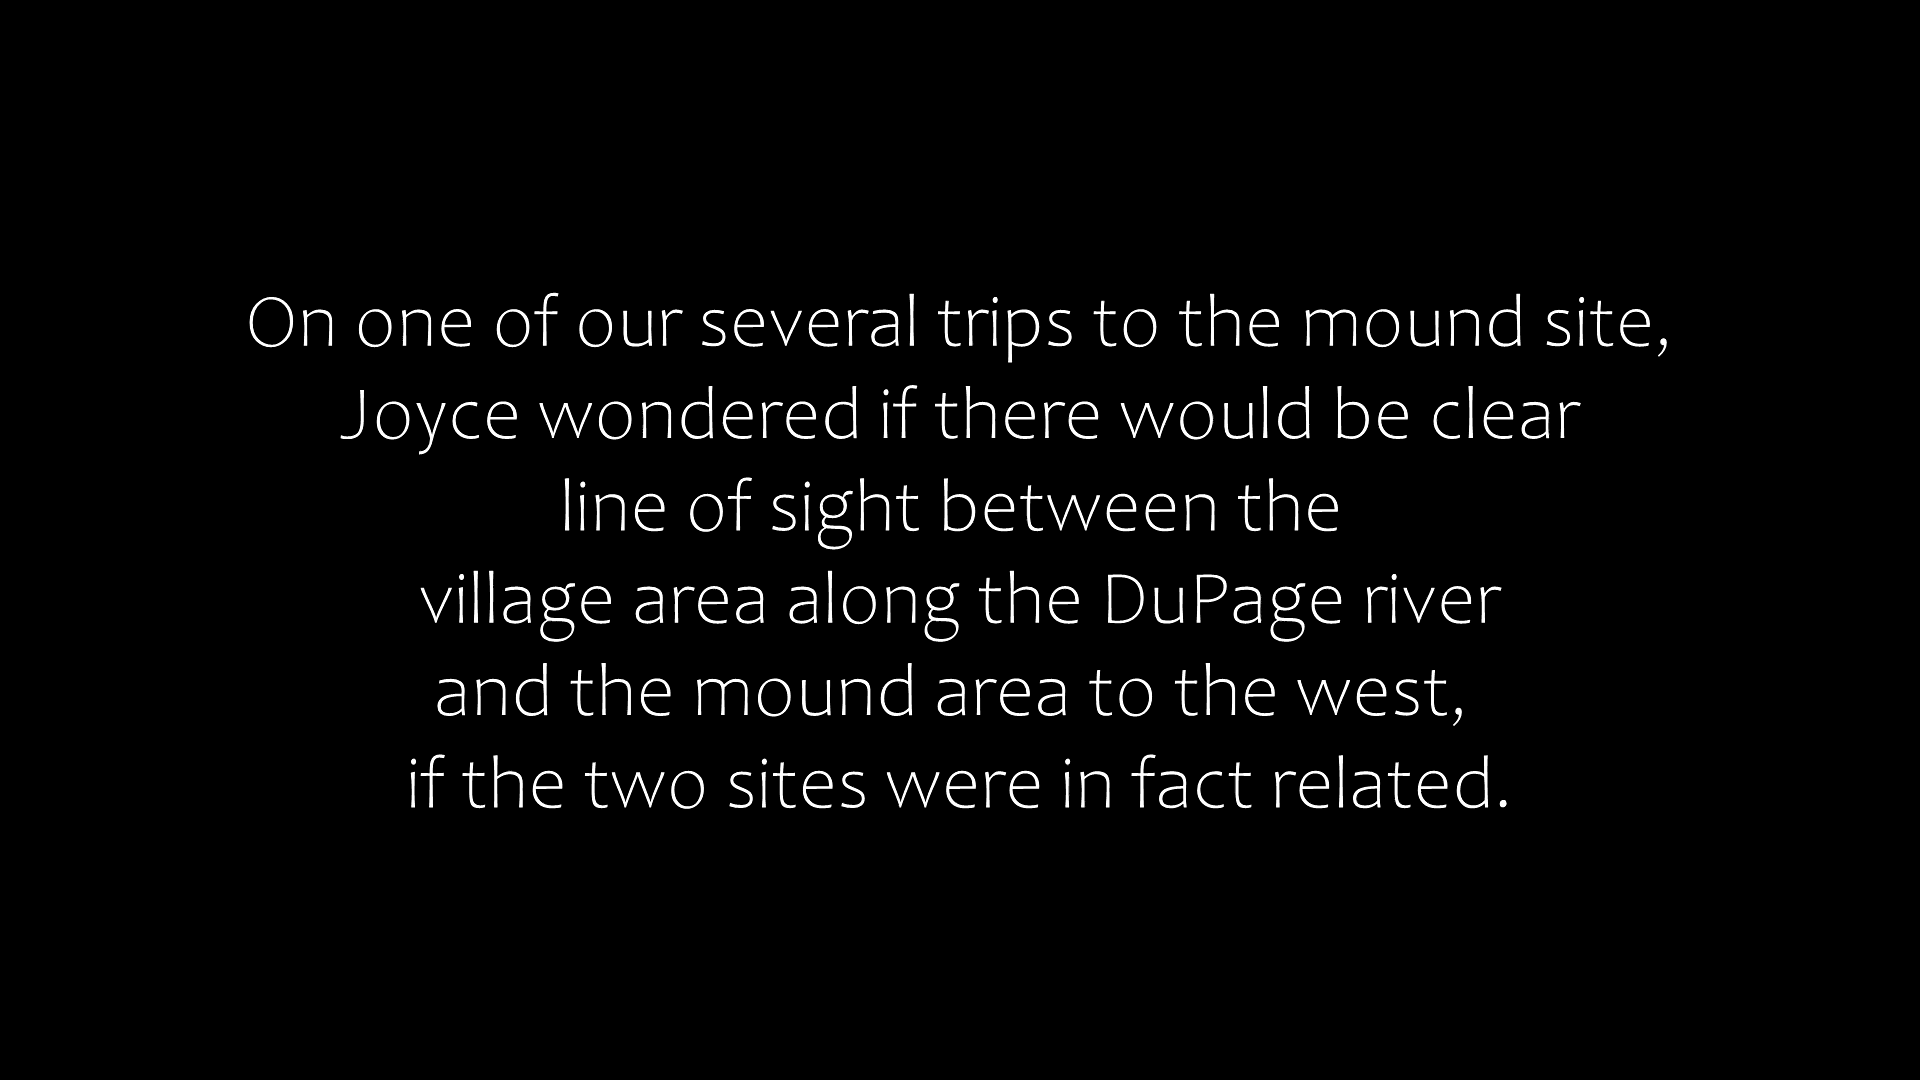 On one of our several trips to the mound site,
Joyce wondered if there would be clear
line of sight between the
village area along the DuPage river
and the mound area to the west,
if the two sites were in fact related.